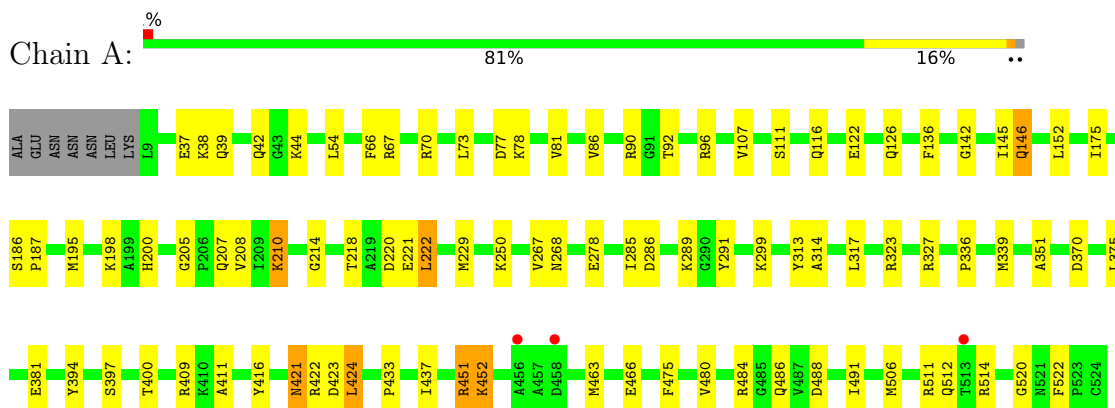 .%
Chain A:
81%
16%
..
ALA GLU ASN ASN ASN LEU LYS L9 E37 K38 Q39 Q42 G43 K44 L54 F66 R67 R70 L73 D77 K78 V81 V86 R90 G91 T92 R96 V107 S111 Q116 E122 Q126 F136 G142 I145 Q146 L152 I175
S186 P187 M195 K198 A199 H200 G205 P206 Q207 V208 I209 K210 G214 T218 A219 D220 E221 L222 M229 K250 V267 N268 E278 I285 D286 K289 G290 Y291 K299 Y313 A314 L317 R323 R327 P336 M339 A351 D370 L375
E381 Y394 S397 T400 R409 K410 A411 Y416 N421 R422 D423 L424 P433 I437 R451 K452 A456 A457 D458 M463 E466 F475 V480 R484 G485 Q486 V487 D488 I491 M506 R511 Q512 T513 R514 G520 N521 F522 P523 C524